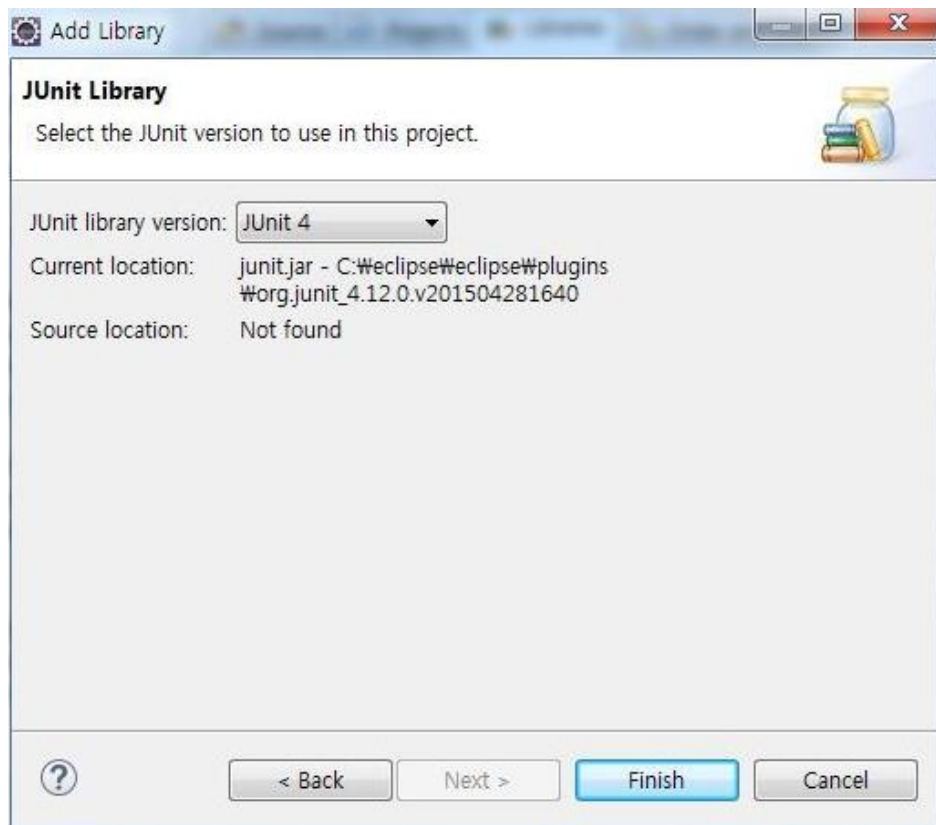 Add Library
JUnit Library
Select the JUnit version to use in this project.
JUnit library version: JUnit 4
Current location: junit.jar - C:₩eclipse₩eclipse₩plugins
₩org.junit_4.12.0.v201504281640
Source location: Not found
? < Back Next > Finish Cancel